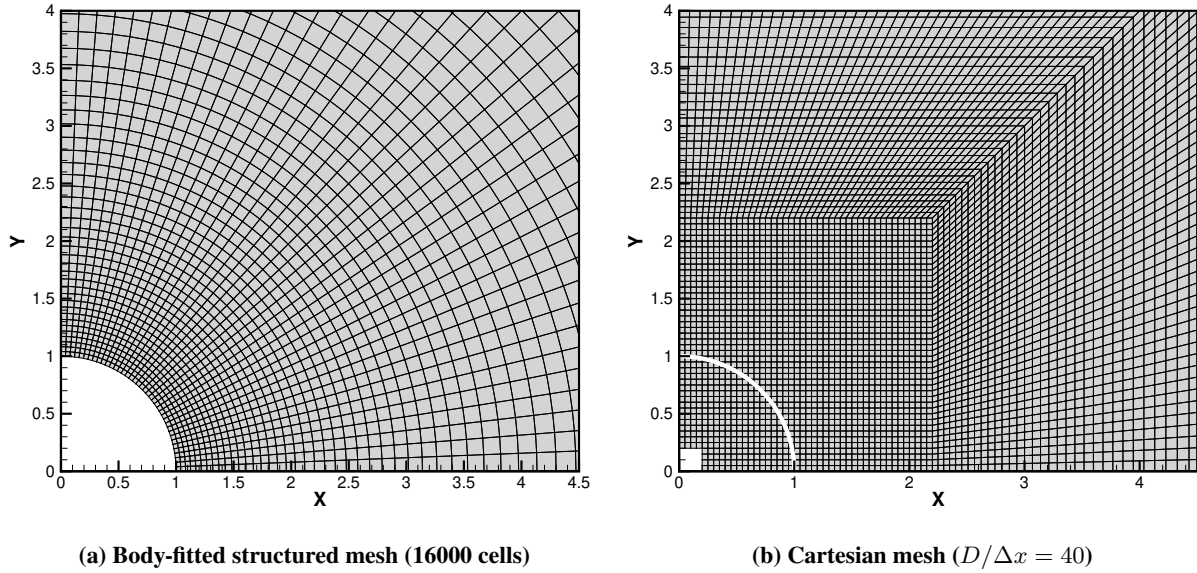 Y
4
3.5
3
2.5
2
1.5
1
0.5
0
0 0.5 1 1.5 2 2.5 3 3.5 4 4.5
X
Y
4
3.5
3
2.5
2
1.5
1
0.5
0
0 1 2 3 4
X
(a) Body-fitted structured mesh (16000 cells)
(b) Cartesian mesh (D/Δx = 40)